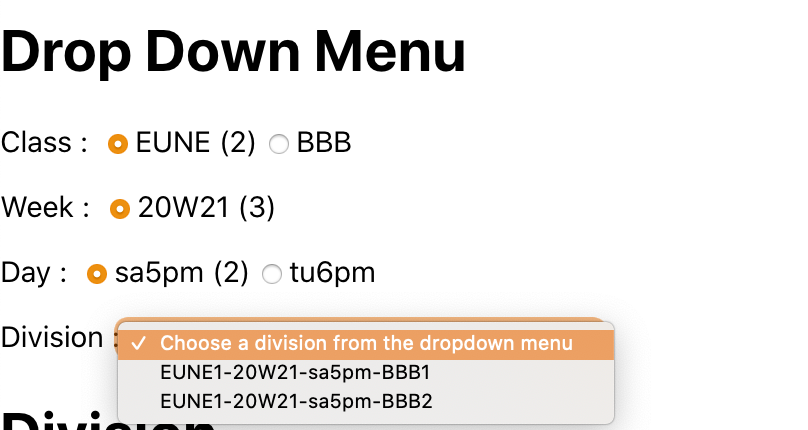 Drop Down Menu
Class : EUNE (2) BBB
Week : 20W21 (3)
Day : sa5pm (2) tu6pm
Division :
✓ Choose a division from the dropdown menu
EUNE1-20W21-sa5pm-BBB1
EUNE1-20W21-sa5pm-BBB2
Division